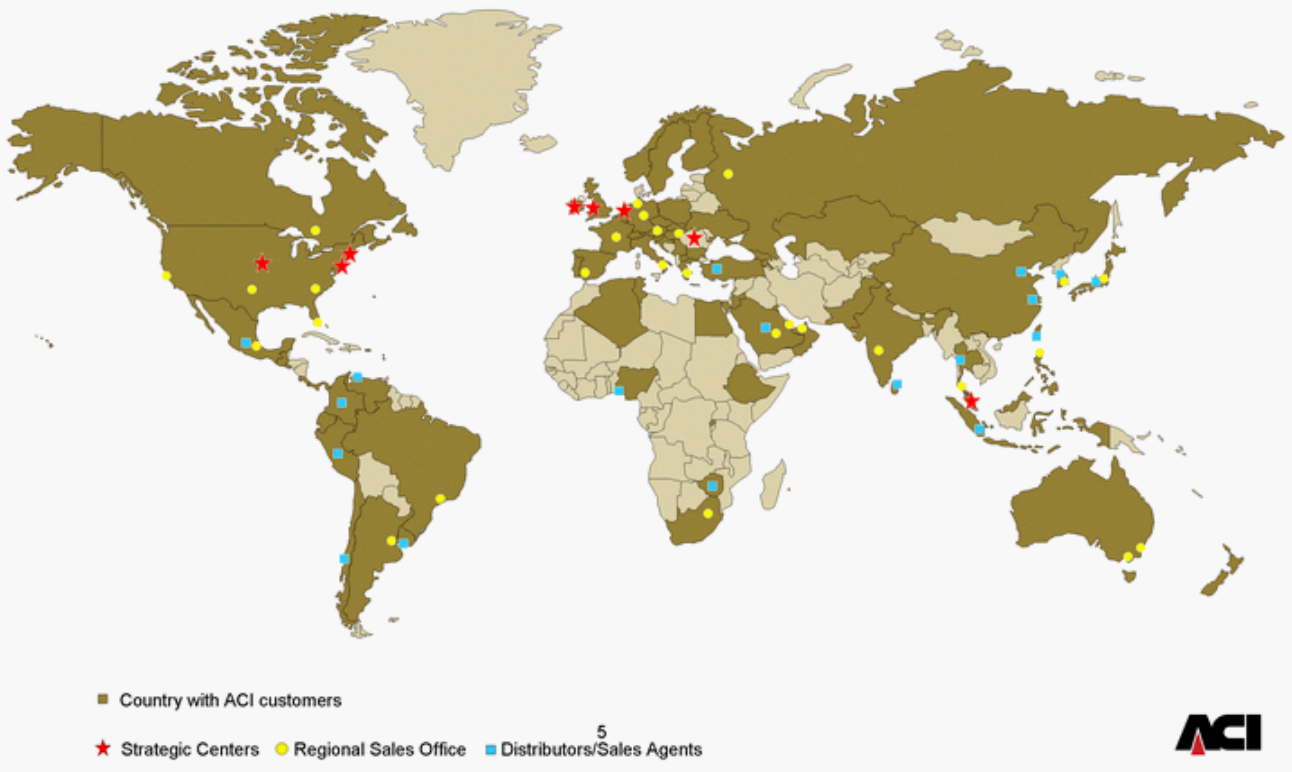 Country with ACI customers
5
Strategic Centers Regional Sales Office Distributors/Sales Agents
ACI